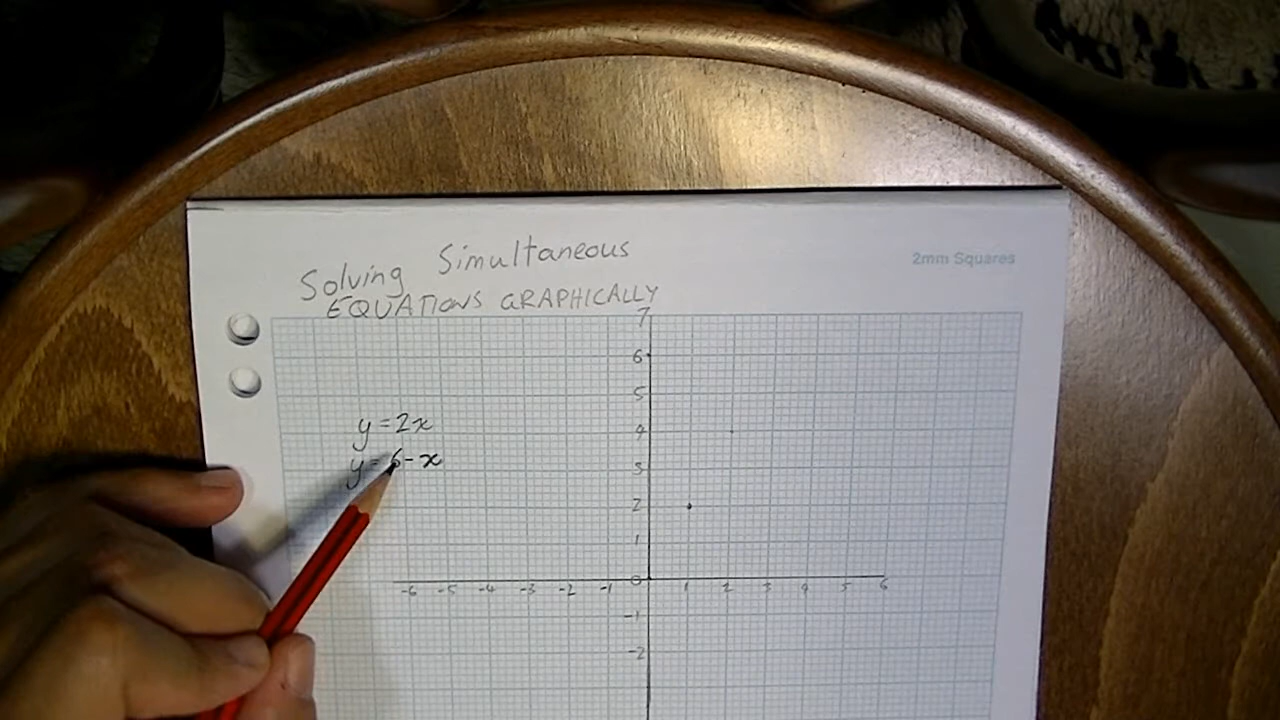 Solving Simultaneous
2mm Squares
EQUATIONS GRAPHICALLY
7
6
5
y = 2x
4
y = 6 - x
3
2
1
0
-6 -5 -4 -3 -2 -1 1 2 3 4 5 6
-1
-2